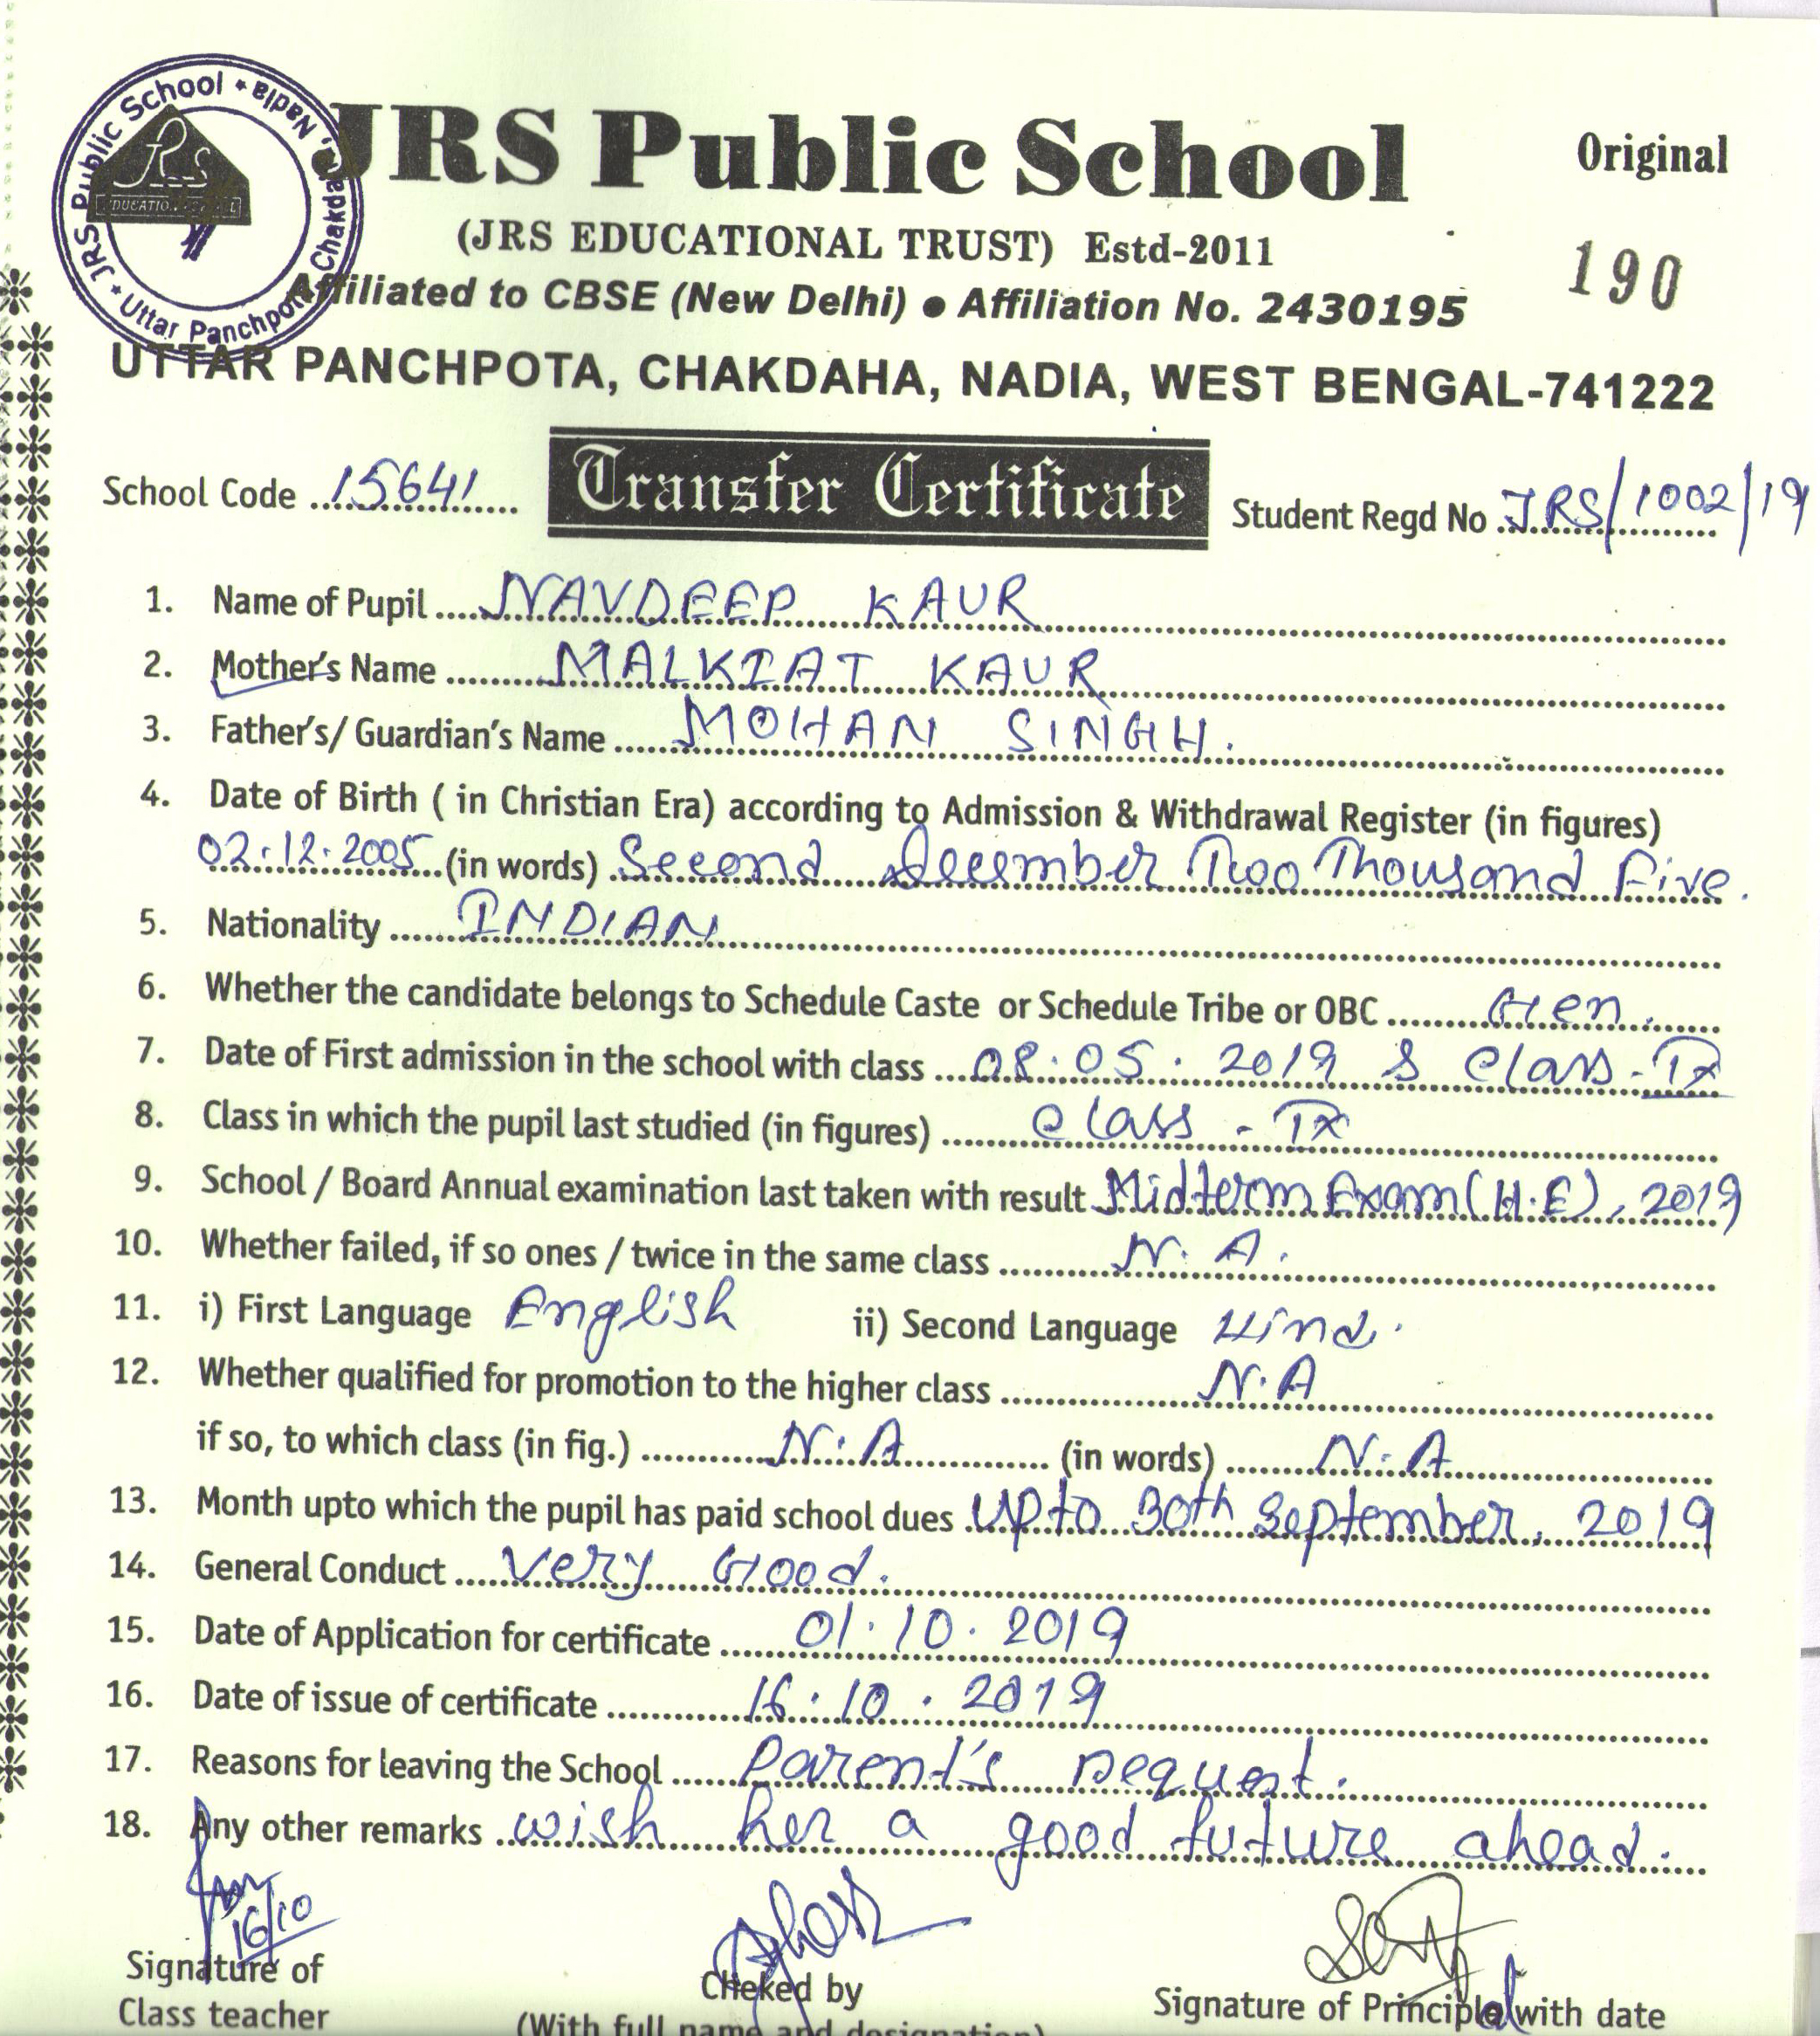 JRS Public School * Uttar Panchpota, Chakdaha, Nadia *
JRS
JRS Public School
Original
(JRS EDUCATIONAL TRUST) Estd-2011
190
Affiliated to CBSE (New Delhi) ● Affiliation No. 2430195
UTTAR PANCHPOTA, CHAKDAHA, NADIA, WEST BENGAL-741222
School Code 15641 Transfer Certificate Student Regd No JRS/1002/19
1. Name of Pupil NAVDEEP KAUR
2. Mother's Name MALKIAT KAUR
3. Father's/ Guardian's Name MOHAN SINGH.
4. Date of Birth ( in Christian Era) according to Admission & Withdrawal Register (in figures)
02.12.2005 (in words) Second December Two Thousand Five.
5. Nationality INDIAN
6. Whether the candidate belongs to Schedule Caste or Schedule Tribe or OBC Gen.
7. Date of First admission in the school with class 08.05.2019 & Class-IX
8. Class in which the pupil last studied (in figures) Class - IX
9. School / Board Annual examination last taken with result Midterm Exam (H.E), 2019
10. Whether failed, if so ones / twice in the same class N.A.
11. i) First Language English ii) Second Language Hindi
12. Whether qualified for promotion to the higher class N.A
if so, to which class (in fig.) N.A (in words) N.A
13. Month upto which the pupil has paid school dues Upto 30th September, 2019
14. General Conduct Very Good.
15. Date of Application for certificate 01.10.2019
16. Date of issue of certificate 16.10.2019
17. Reasons for leaving the School Parent's request.
18. Any other remarks wish her a good future ahead.
16/10
Signature of Cheked by Signature of Principlal with date
Class teacher (With full name and designation)